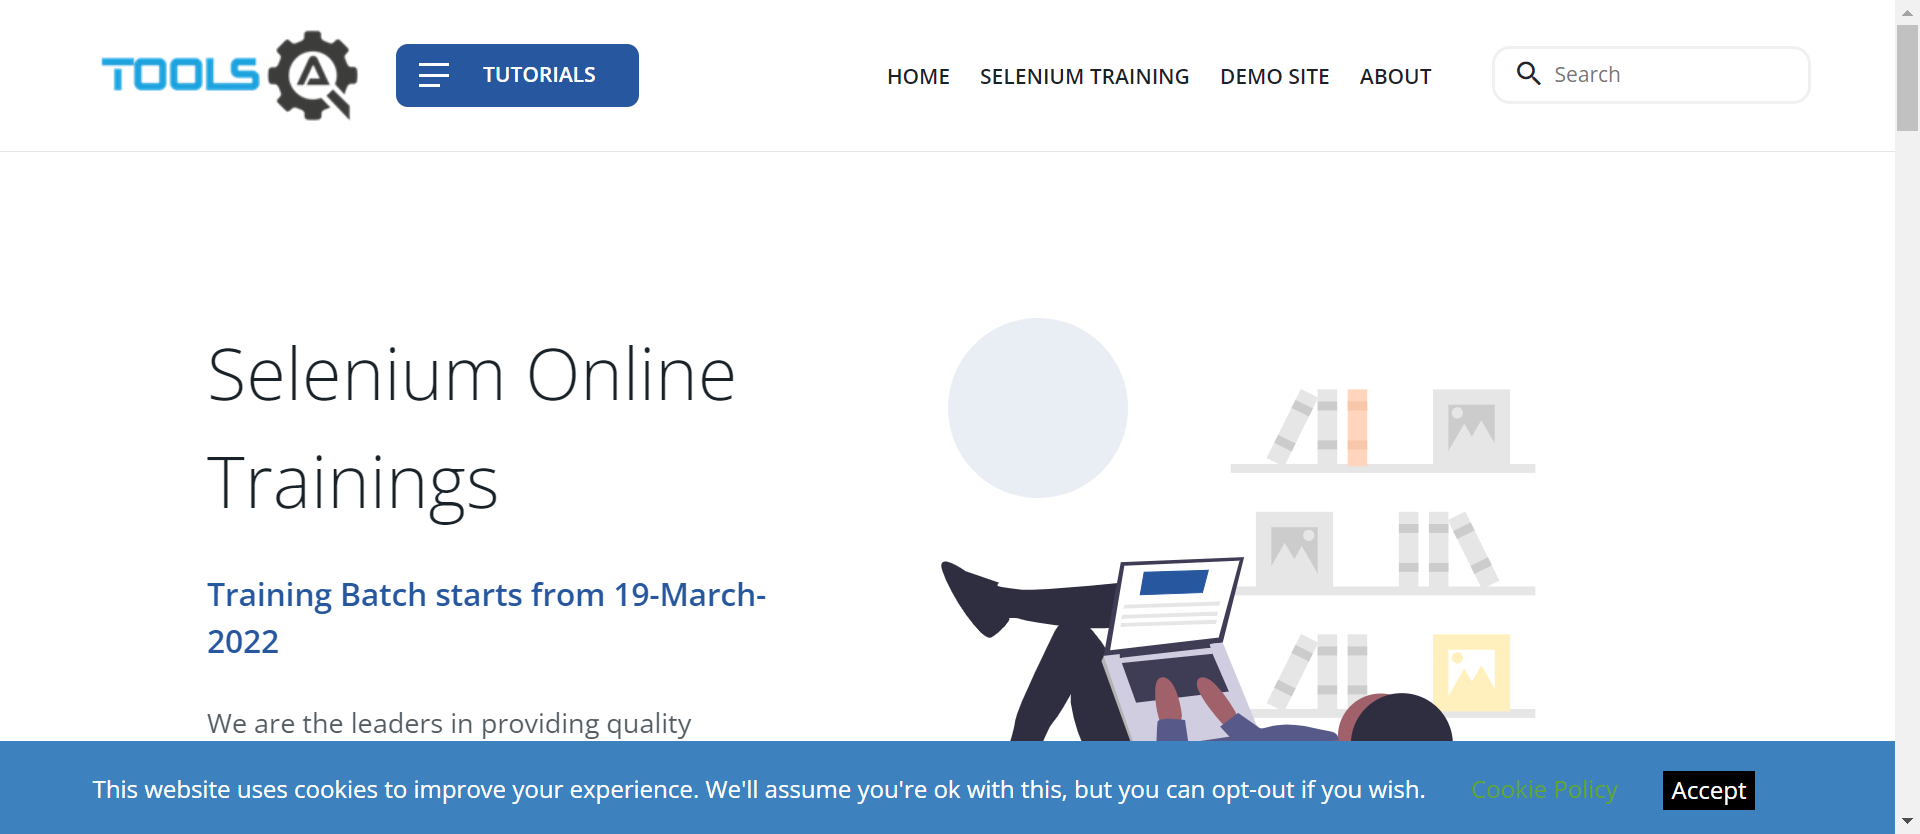 TOOLS QA
TUTORIALS
HOME SELENIUM TRAINING DEMO SITE ABOUT
Search
Selenium Online
Trainings
Training Batch starts from 19-March-
2022
We are the leaders in providing quality
This website uses cookies to improve your experience. We'll assume you're ok with this, but you can opt-out if you wish. Cookie Policy Accept